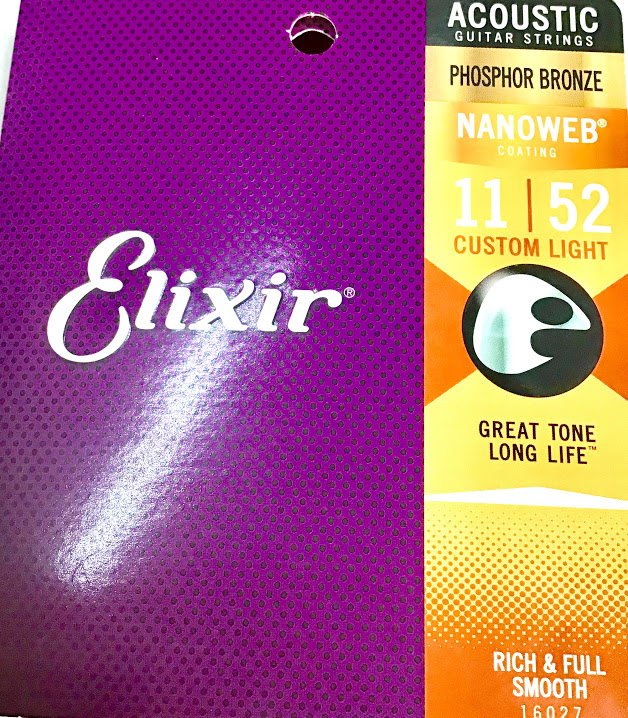 Elixir®
ACOUSTIC
GUITAR STRINGS
PHOSPHOR BRONZE
NANOWEB®
COATING
11 | 52
CUSTOM LIGHT
GREAT TONE
LONG LIFE™
RICH & FULL
SMOOTH
16027